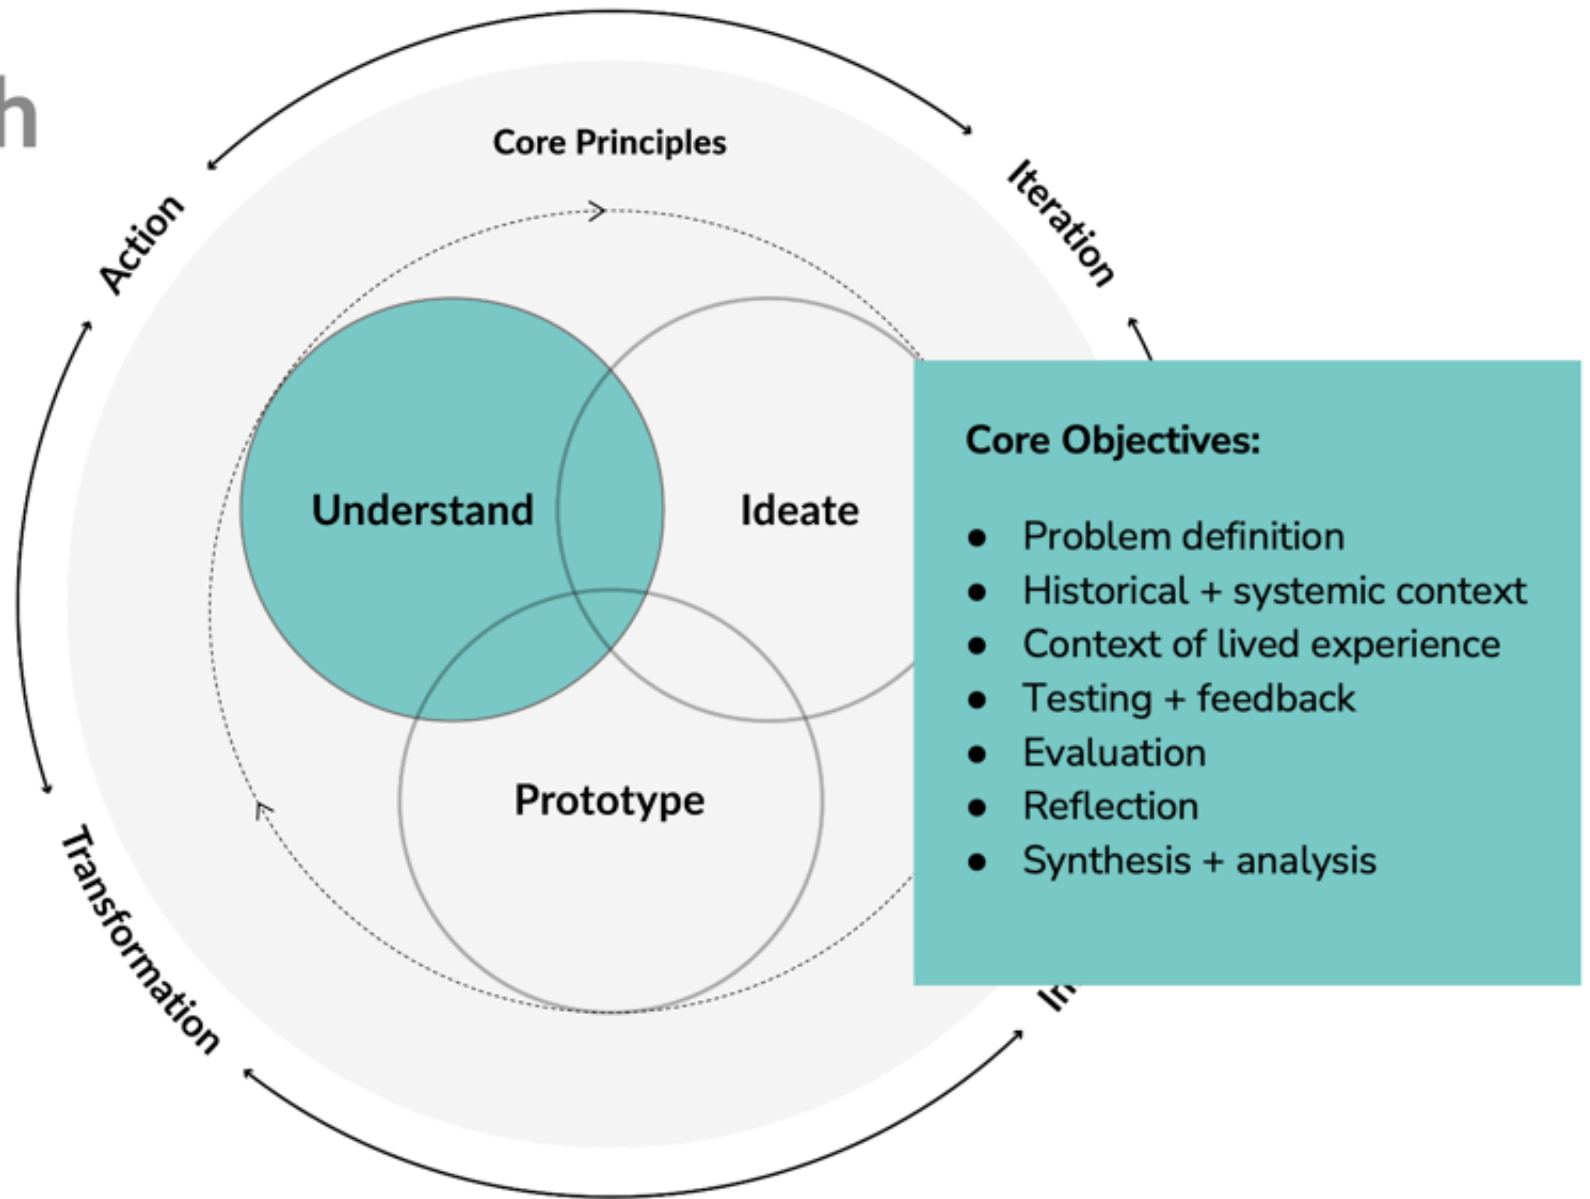 h
Core Principles
Action
Iteration
Understand
Ideate
Prototype
Transformation
Core Objectives:
● Problem definition
● Historical + systemic context
● Context of lived experience
● Testing + feedback
● Evaluation
● Reflection
● Synthesis + analysis